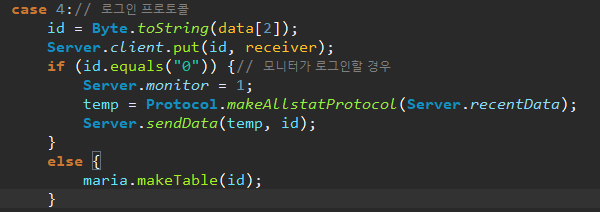 case 4:// 로그인 프로토콜
id = Byte.toString(data[2]);
Server.client.put(id, receiver);
if (id.equals("0")) {// 모니터가 로그인할 경우
Server.monitor = 1;
temp = Protocol.makeAllstatProtocol(Server.recentData);
Server.sendData(temp, id);
}
else {
maria.makeTable(id);
}